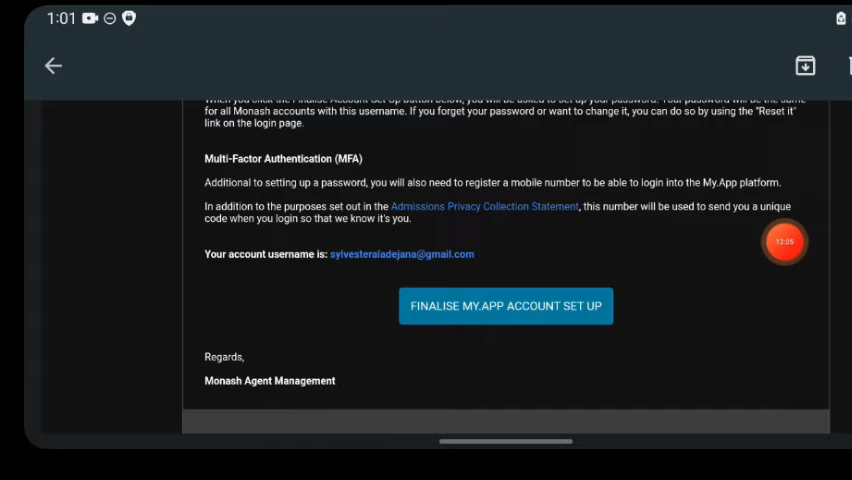 1:01
When you click the Finalise Account Set Up button below, you will be asked to set up your password. Your password will be the same
for all Monash accounts with this username. If you forget your password or want to change it, you can do so by using the "Reset it"
link on the login page.
Multi-Factor Authentication (MFA)
Additional to setting up a password, you will also need to register a mobile number to be able to login into the My.App platform.
In addition to the purposes set out in the Admissions Privacy Collection Statement, this number will be used to send you a unique
code when you login so that we know it's you.
12:05
Your account username is: sylvesteraladejana@gmail.com
FINALISE MY.APP ACCOUNT SET UP
Regards,
Monash Agent Management